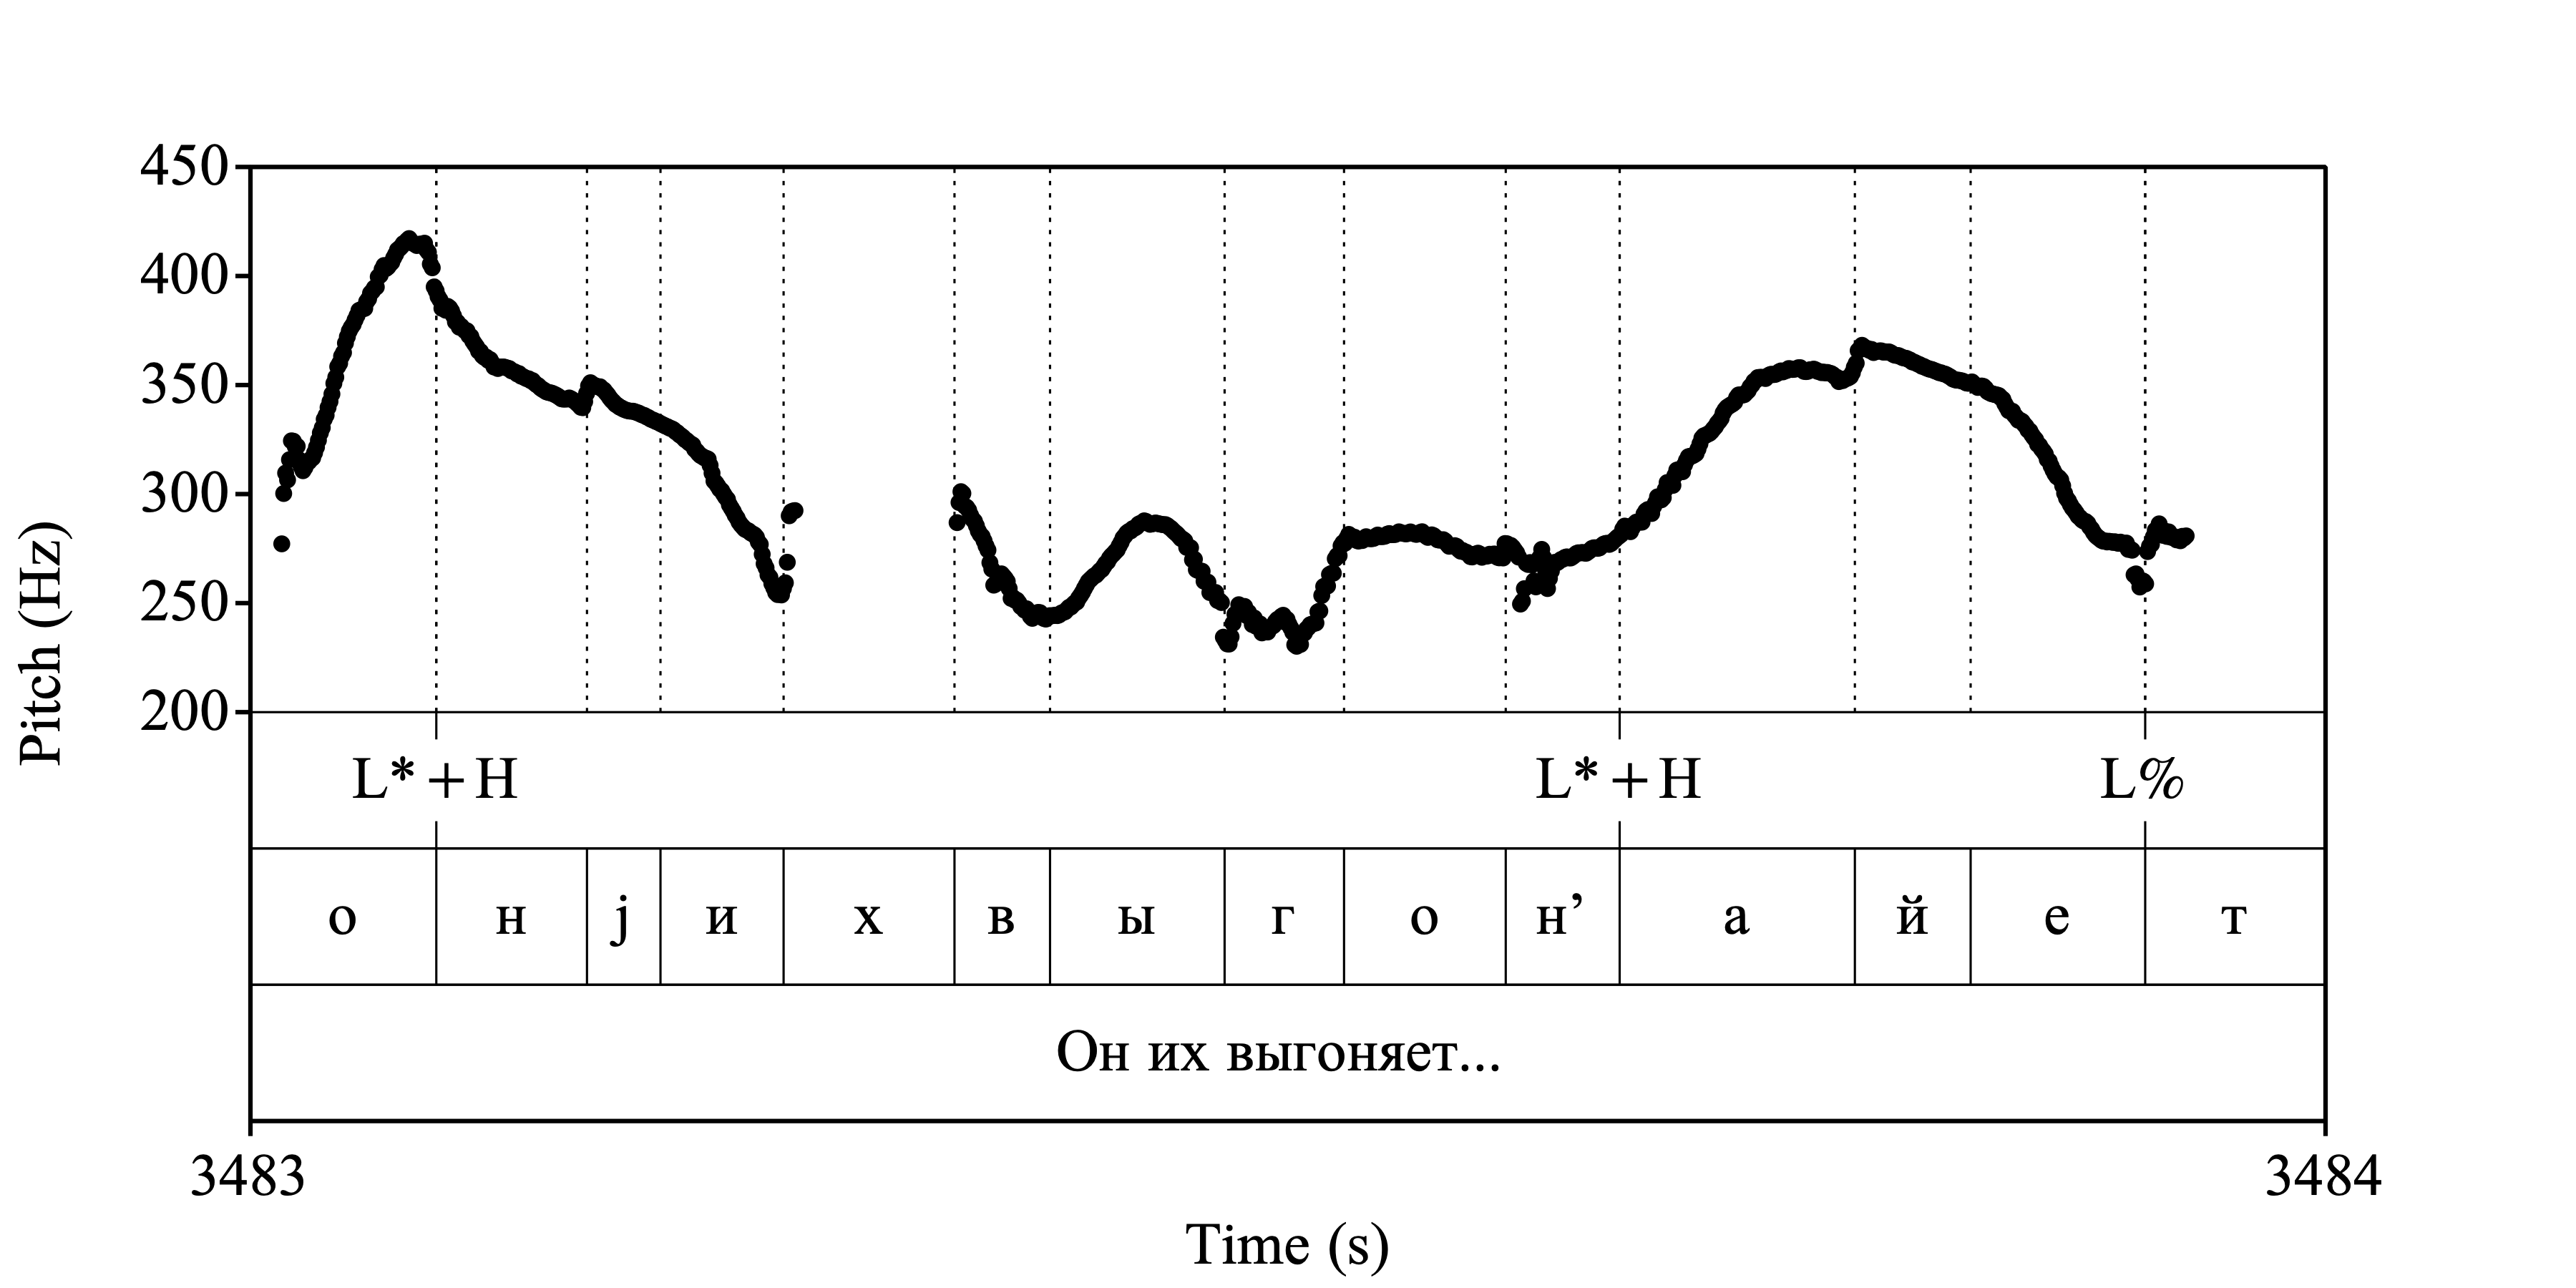 450
400
350
300
250
200
Pitch (Hz)
L*+H L*+H L%
о н j и х в ы г о н’ а й е т
Он их выгоняет...
3483 3484
Time (s)